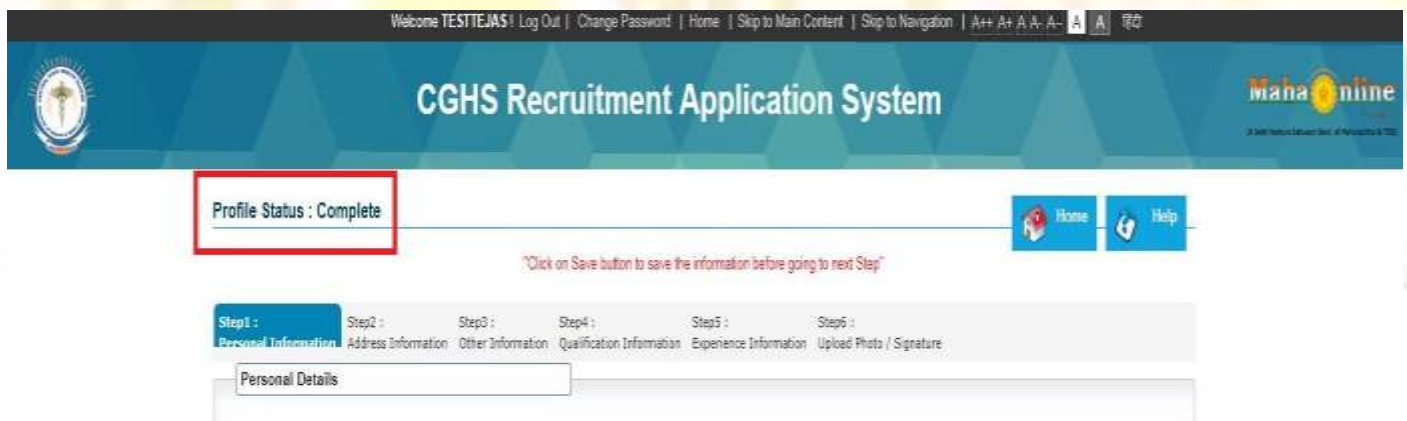 Welcome TESTTEJAS ! Log Out | Change Password | Home | Skip to Main Content | Skip to Navigation | A++ A+ A A- A-- A A हिंदी
CGHS Recruitment Application System
MahaOnline
Profile Status : Complete
Home
Help
"Click on Save button to save the information before going to next Step"
Step1 : Step2 : Step3 : Step4 : Step5 : Step6 :
Personal Information Address Information Other Information Qualification Information Experience Information Upload Photo / Signature
Personal Details